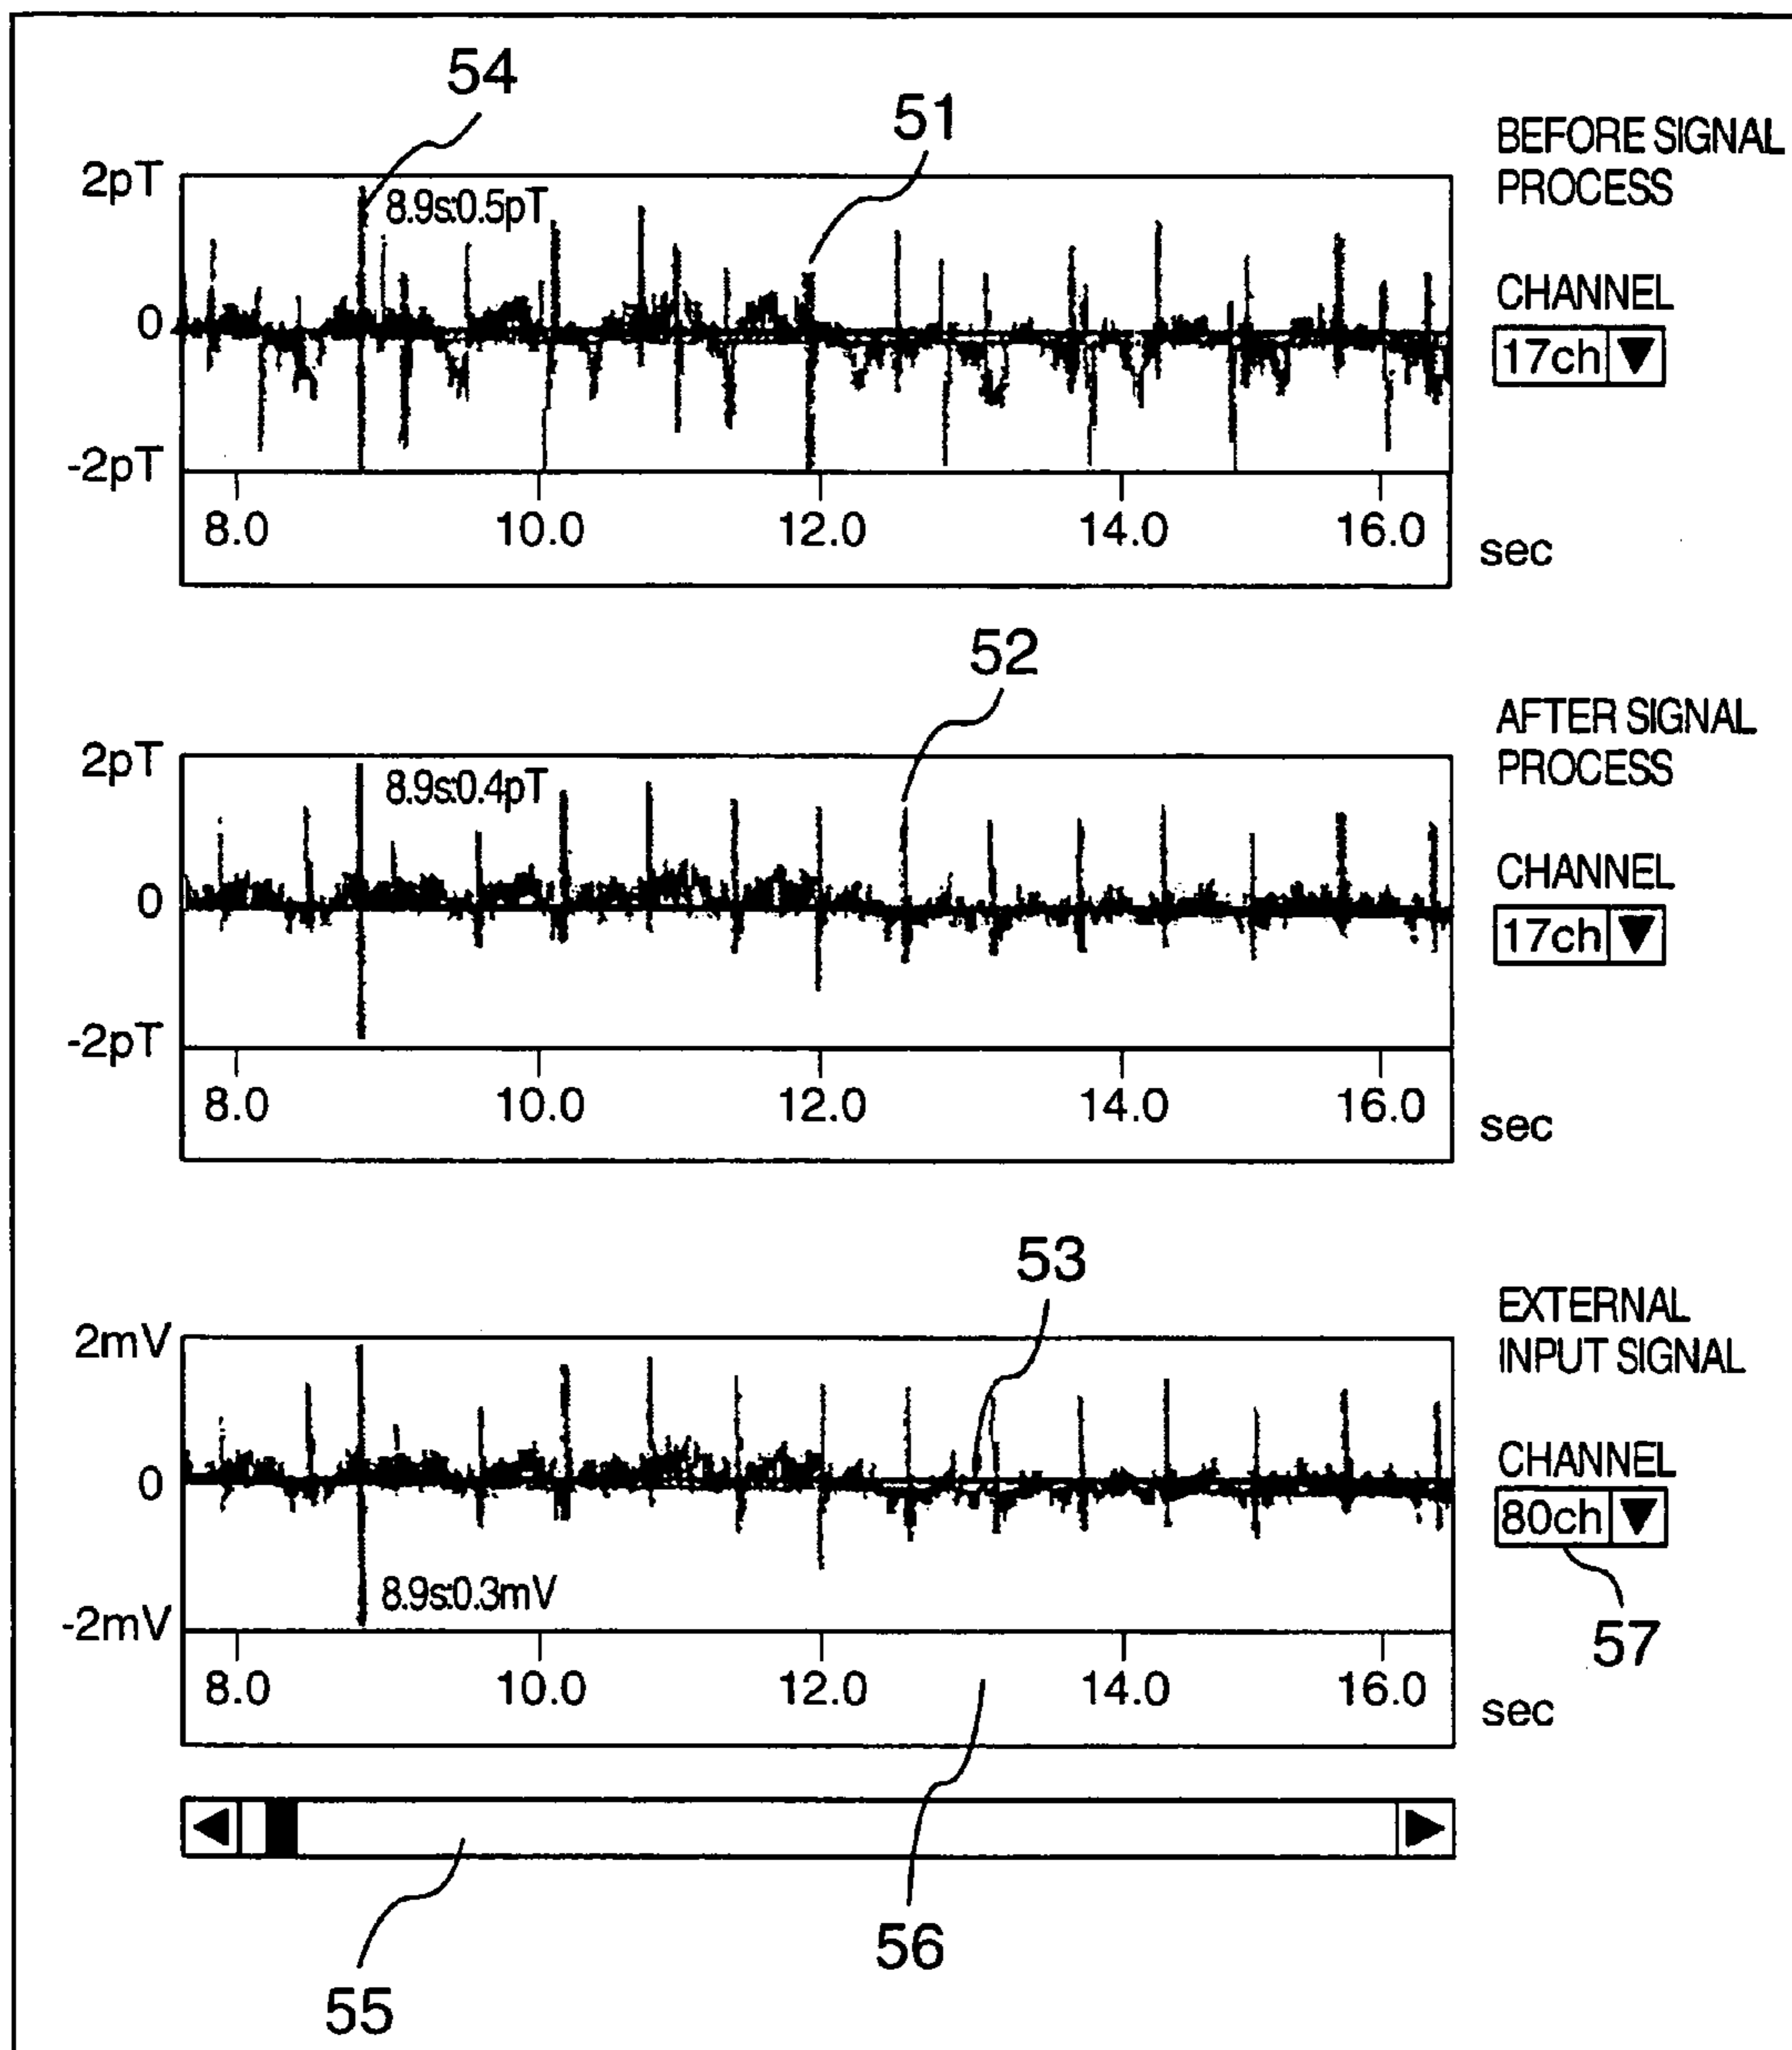 54
51
BEFORE SIGNAL
PROCESS
2pT
8.9s:0.5pT
CHANNEL
0
17ch
-2pT
8.0 10.0 12.0 14.0 16.0
sec
52
AFTER SIGNAL
PROCESS
2pT
8.9s:0.4pT
CHANNEL
0
17ch
-2pT
8.0 10.0 12.0 14.0 16.0
sec
53
EXTERNAL
INPUT SIGNAL
2mV
CHANNEL
0
80ch
8.9s:0.3mV
-2mV
57
8.0 10.0 12.0 14.0 16.0
sec
56
55